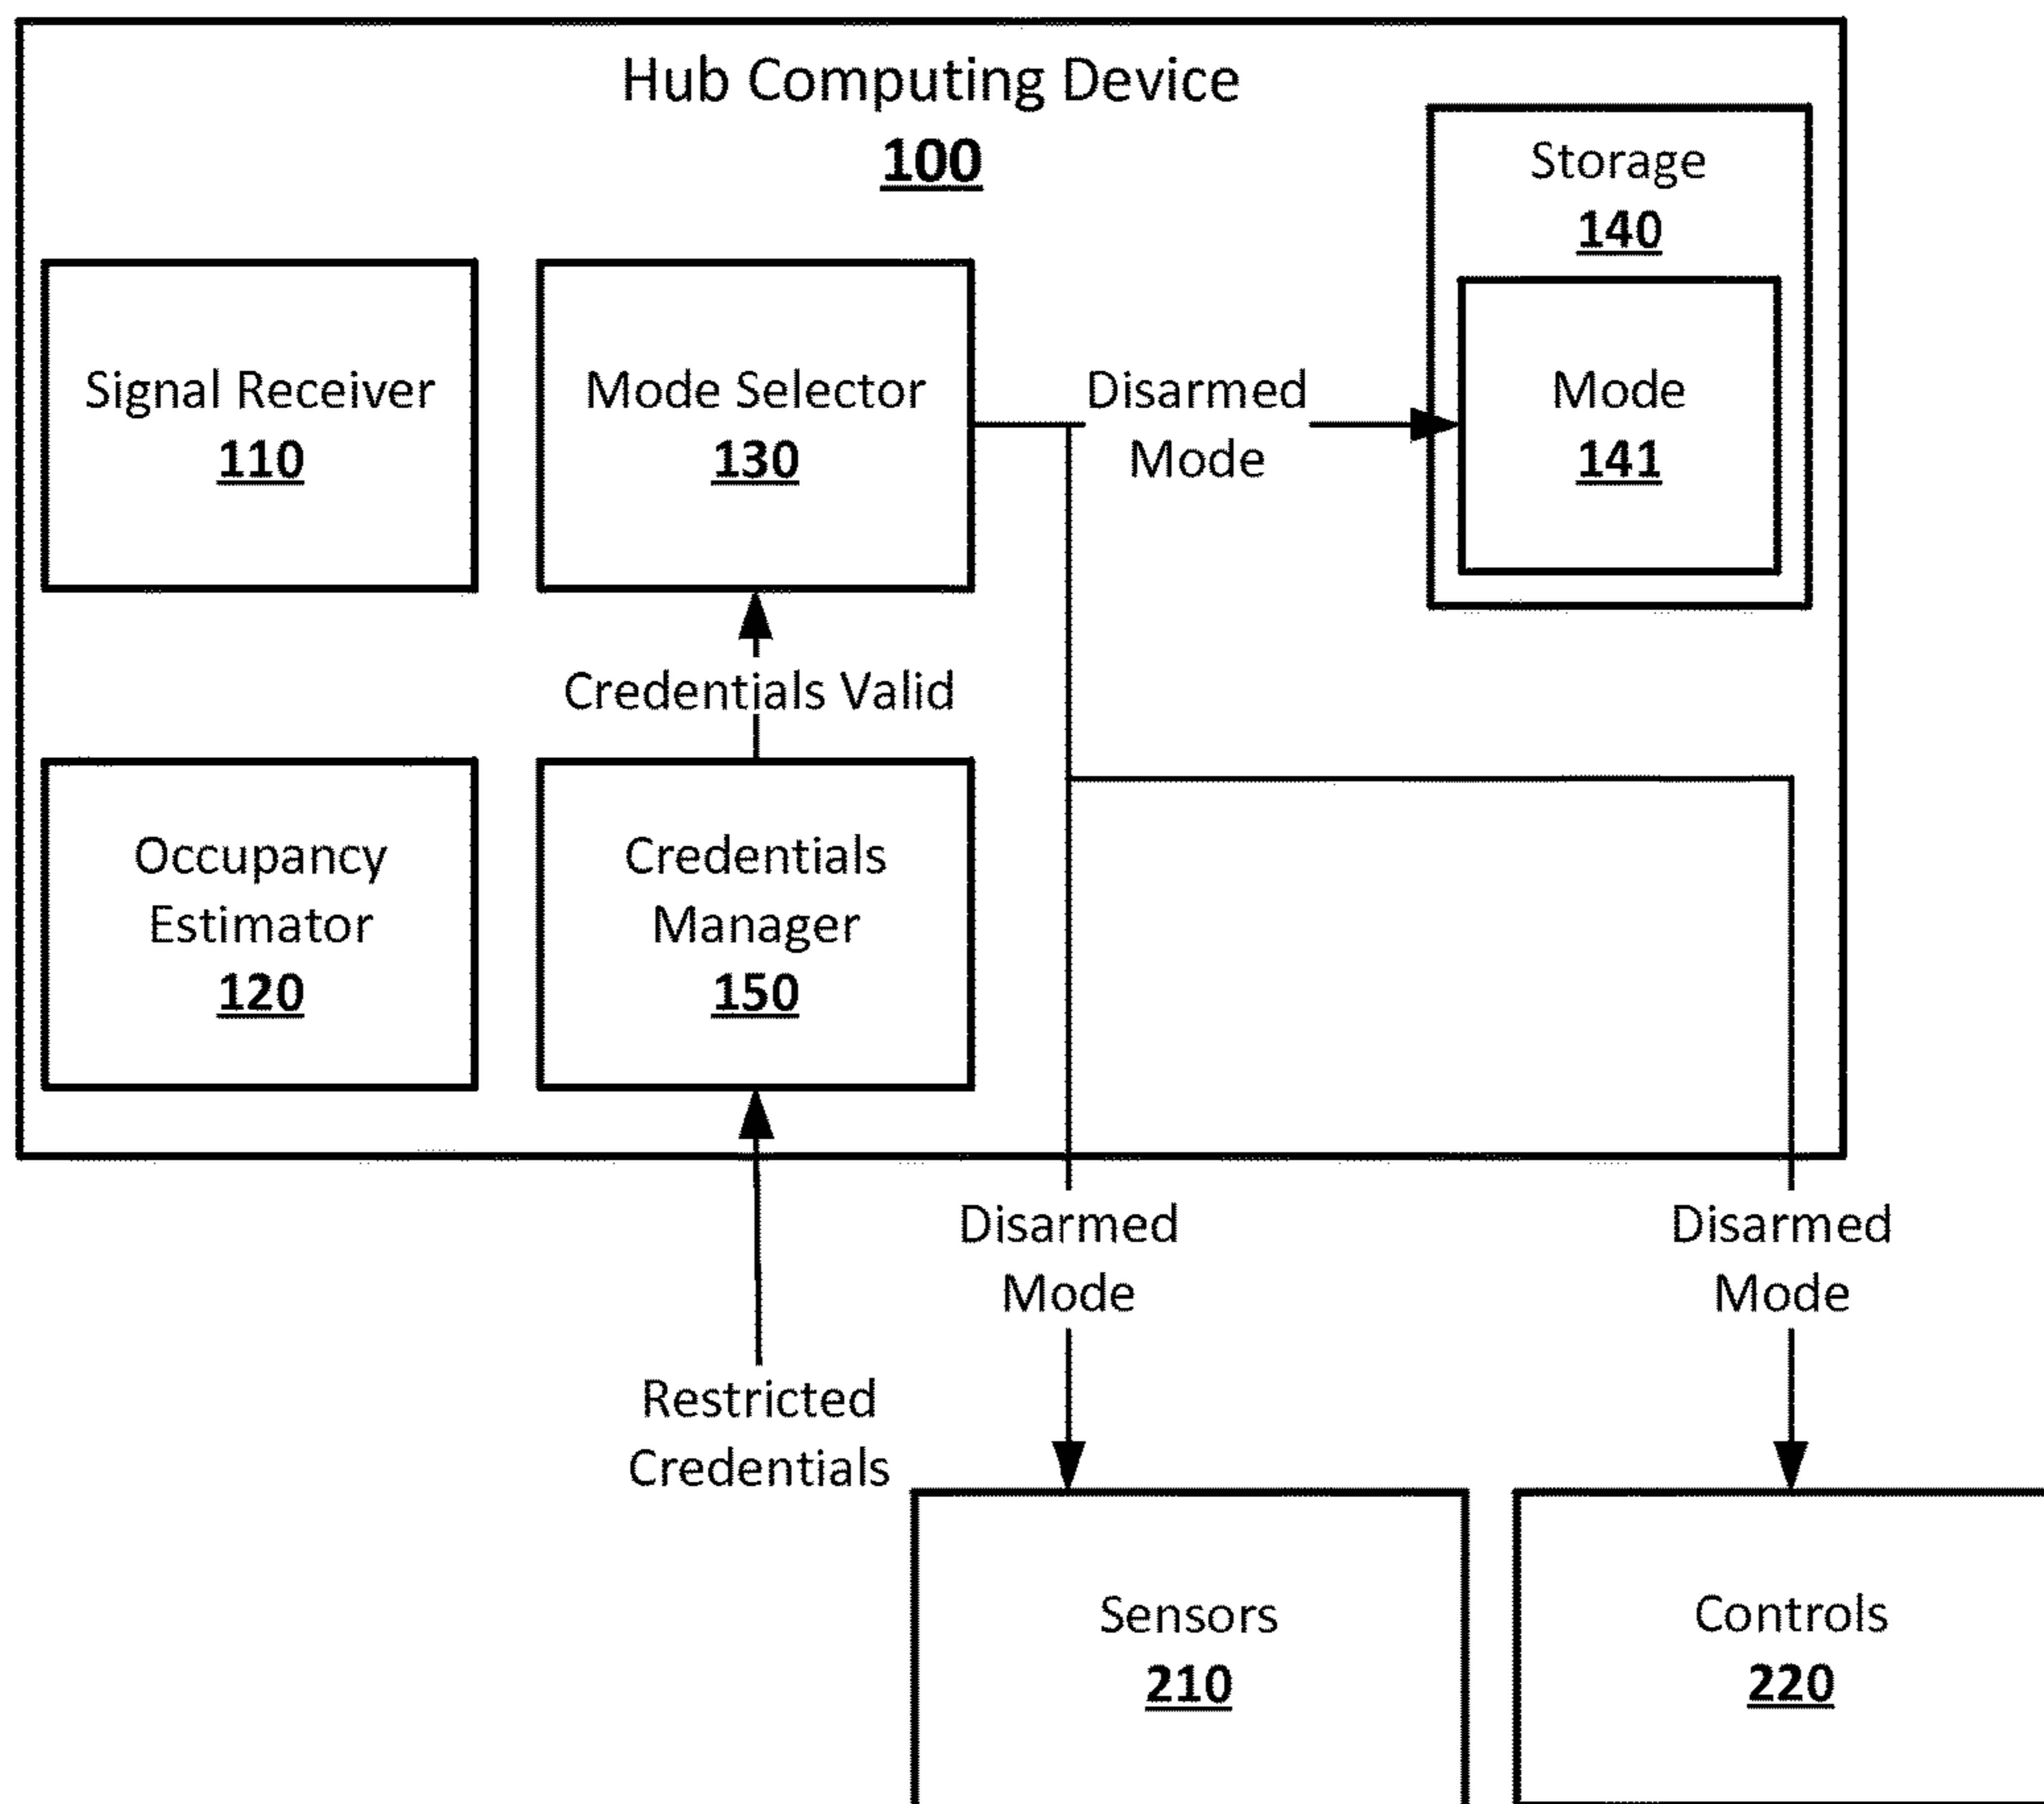 Hub Computing Device
100
Storage
140
Signal Receiver
110
Mode Selector
130
Disarmed
Mode
Mode
141
Credentials Valid
Occupancy
Estimator
120
Credentials
Manager
150
Disarmed
Mode
Disarmed
Mode
Restricted
Credentials
Sensors
210
Controls
220